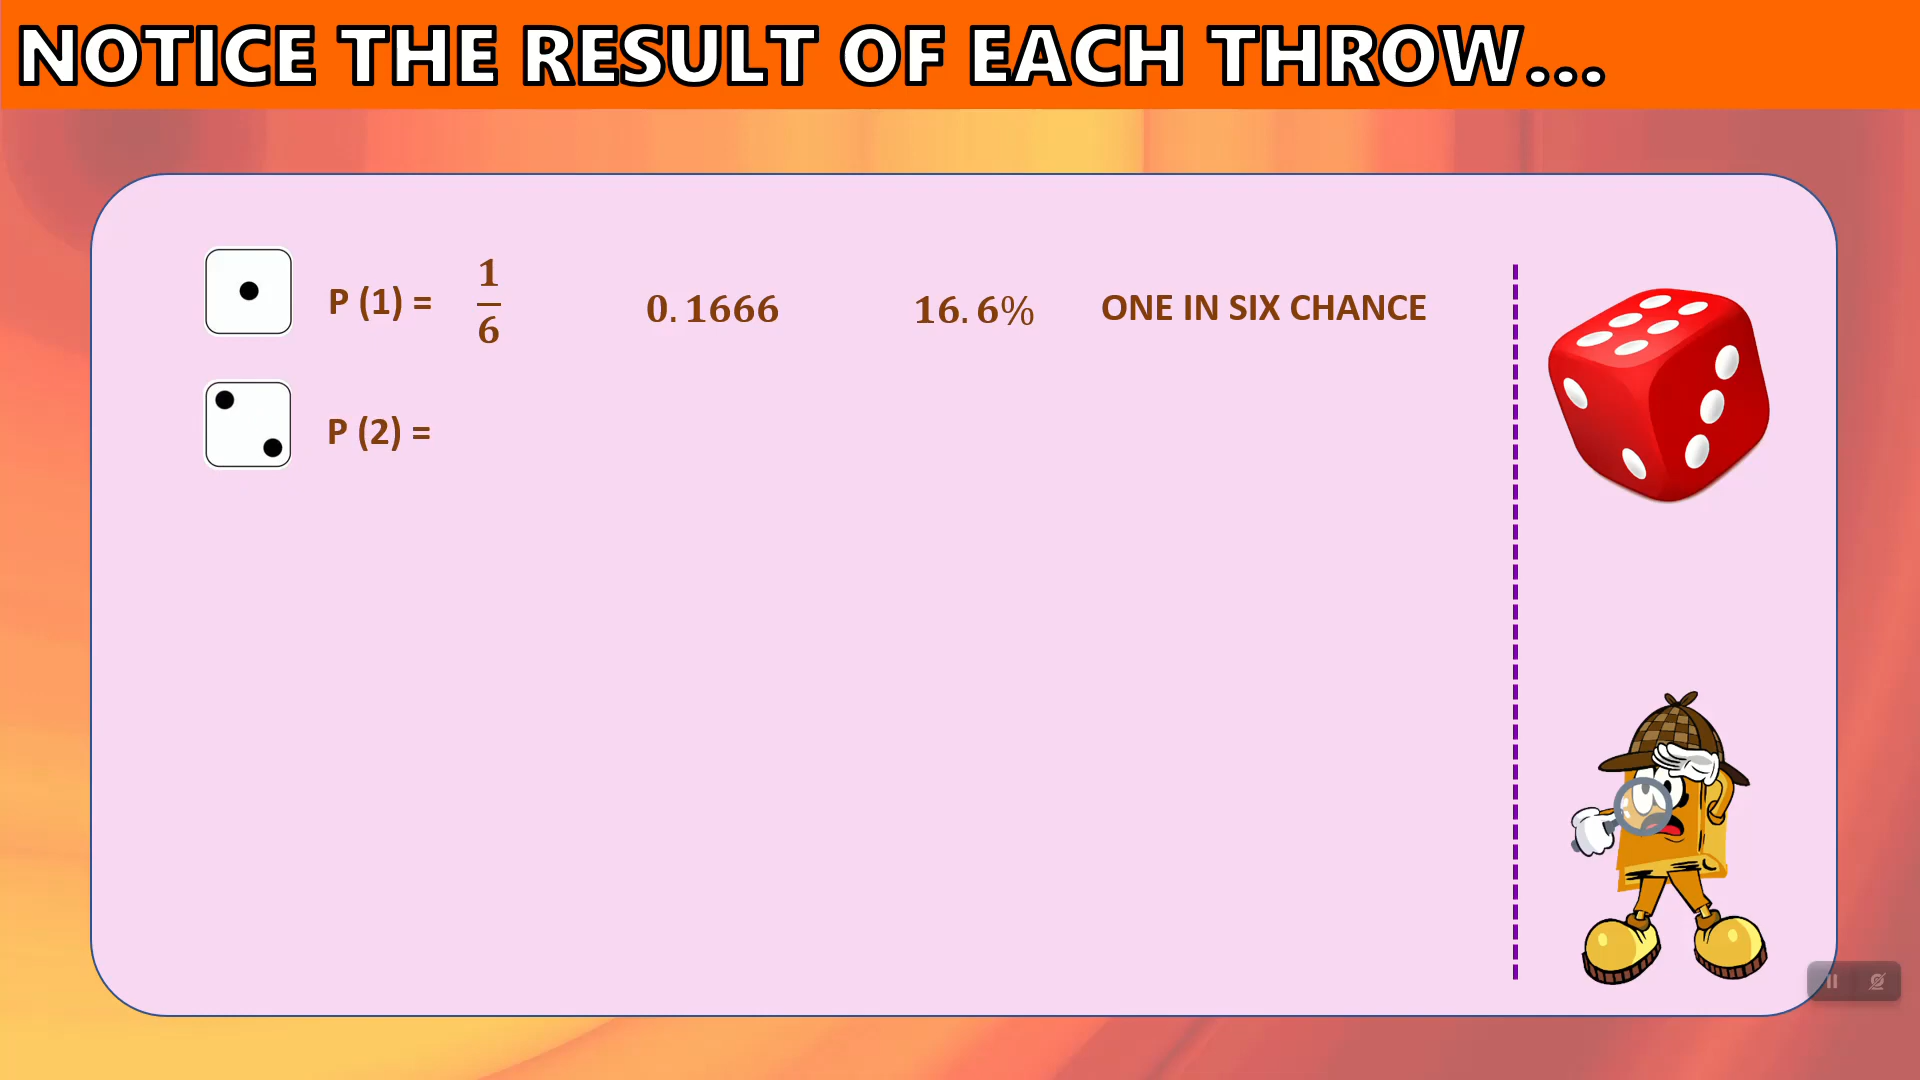 NOTICE THE RESULT OF EACH THROW...
P (1) = 1/6 0.1666 16.6% ONE IN SIX CHANCE
P (2) =